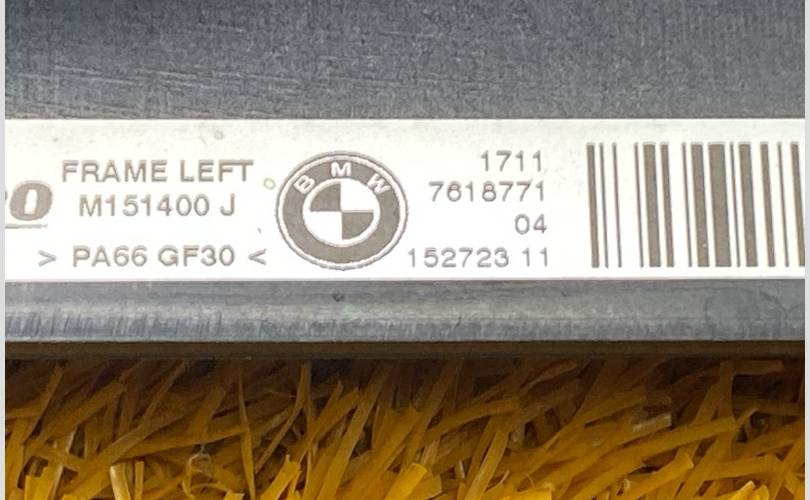 FRAME LEFT
M151400 J
> PA66 GF30 <
BMW
1711
7618771
04
152723 11